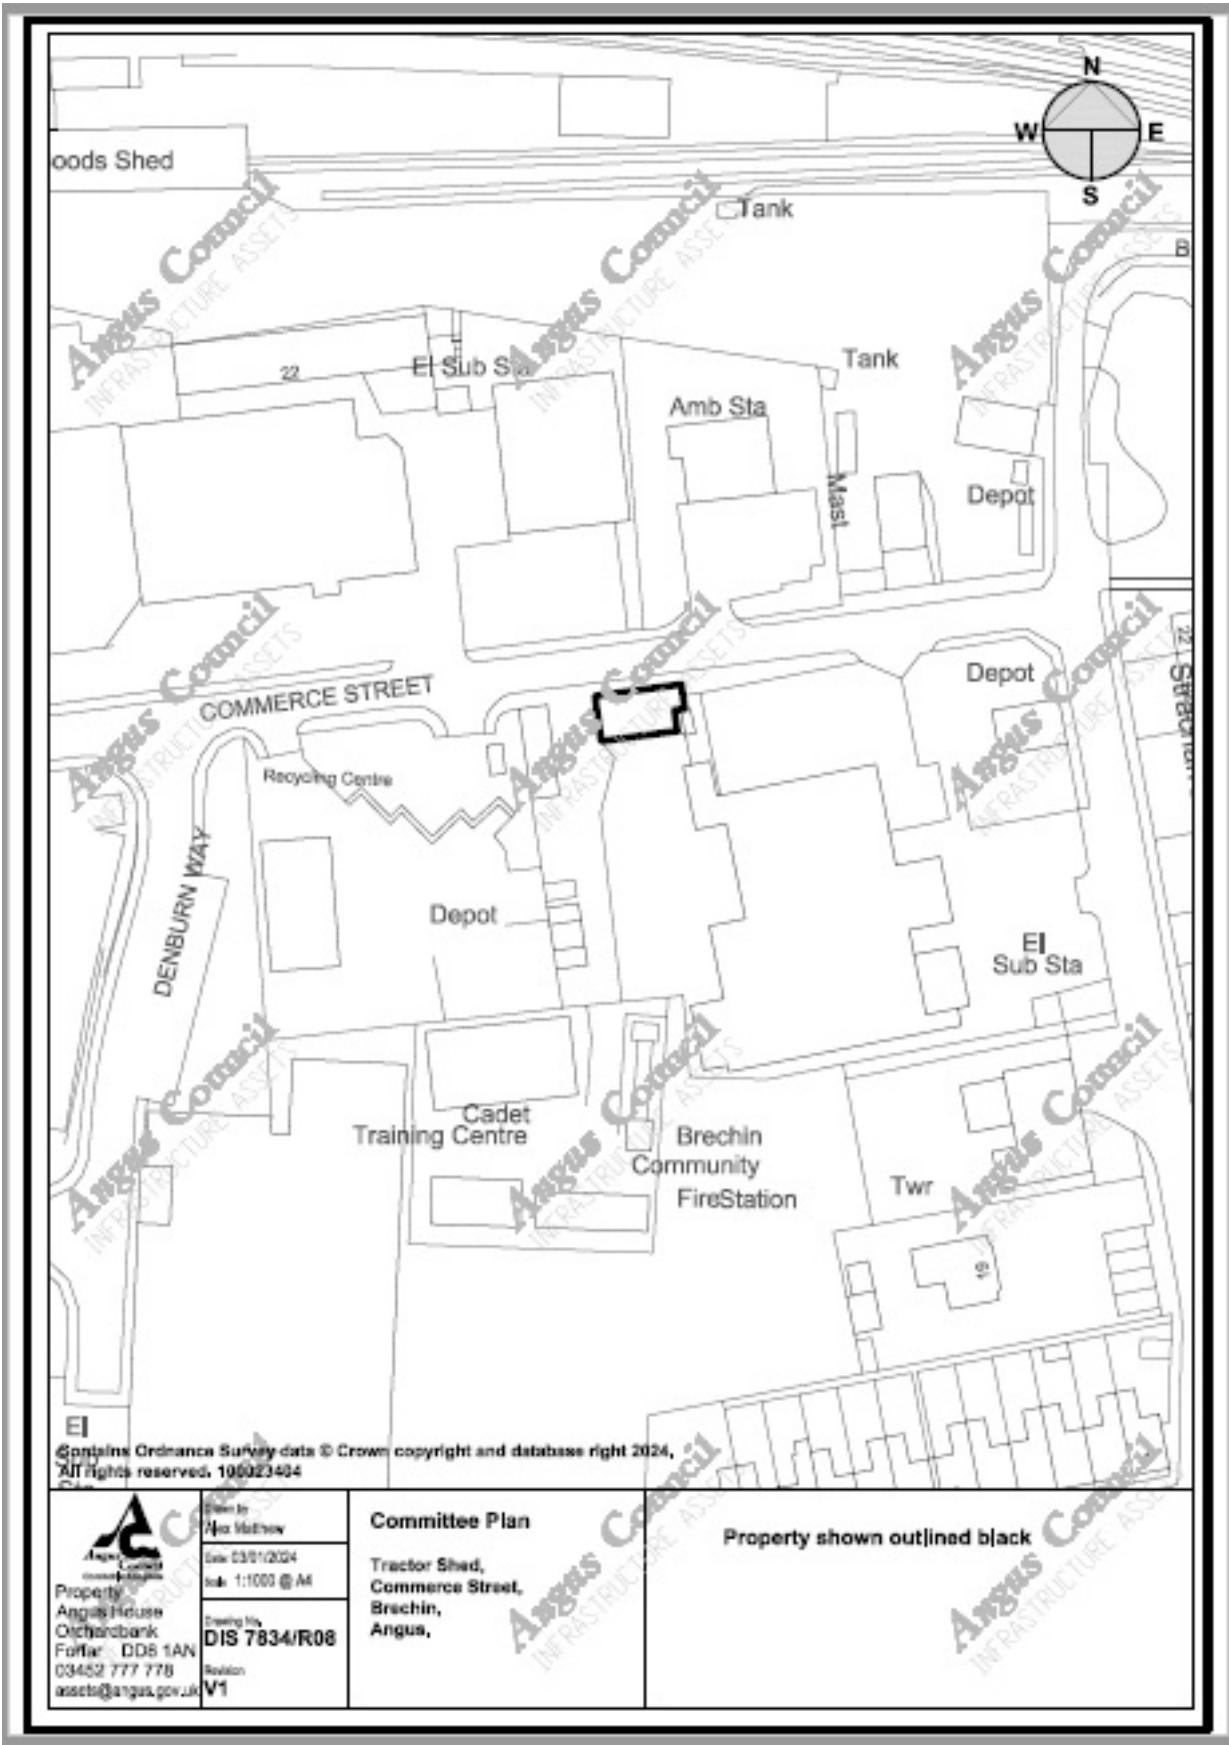 N
W E
S
oods Shed
Tank
B
Tank
22
El Sub Sta
Amb Sta
Mast
Depot
22
COMMERCE STREET
Depot
Recycling Centre
DENBURN WAY
Depot
El
Sub Sta
Cadet
Training Centre
Brechin
Community
FireStation
Twr
19
El
Contains Ordnance Survey data © Crown copyright and database right 2024,
All rights reserved. 100023404
Angus Council
INFRASTRUCTURE ASSETS
Angus
Council
Property
Angus House
Orchardbank
Forfar DD8 1AN
03452 777 778
assets@angus.gov.uk
Drawn by
Alex Matthew
Date 03/01/2024
Scale 1:1000 @ A4
Drawing No.
DIS 7834/R08
Revision
V1
Committee Plan
Tractor Shed,
Commerce Street,
Brechin,
Angus,
Property shown outlined black